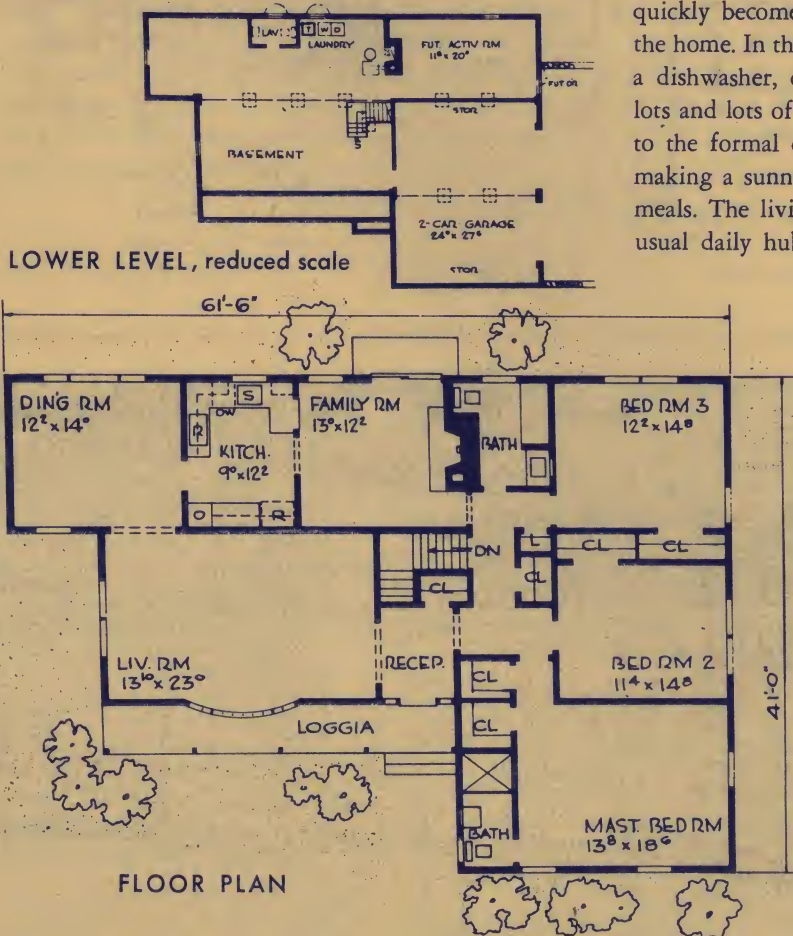 LAV
T W D
LAUNDRY
FUT. ACTIV RM
11⁸ x 20⁴
FUT DR
STOR
S
BASEMENT
2-CAR GARAGE
STOR
quickly become
the home. In th
a dishwasher,
lots and lots of
to the formal
making a sunn
meals. The livi
usual daily hu
LOWER LEVEL, reduced scale
61'-6"
DIN'G RM
12² x 14⁰
S
DW
R
KITCH.
9⁰ x 12²
O
R
FAMILY RM
13⁰ x 12²
BATH
BED RM 3
12² x 14⁸
DN
L
CL
CL
CL
CL
LIV. RM
13¹⁰ x 23⁰
RECEP.
CL
CL
BED RM 2
11⁴ x 14⁸
41'-0"
LOGGIA
BATH
MAST. BED RM
13⁸ x 18⁶
FLOOR PLAN